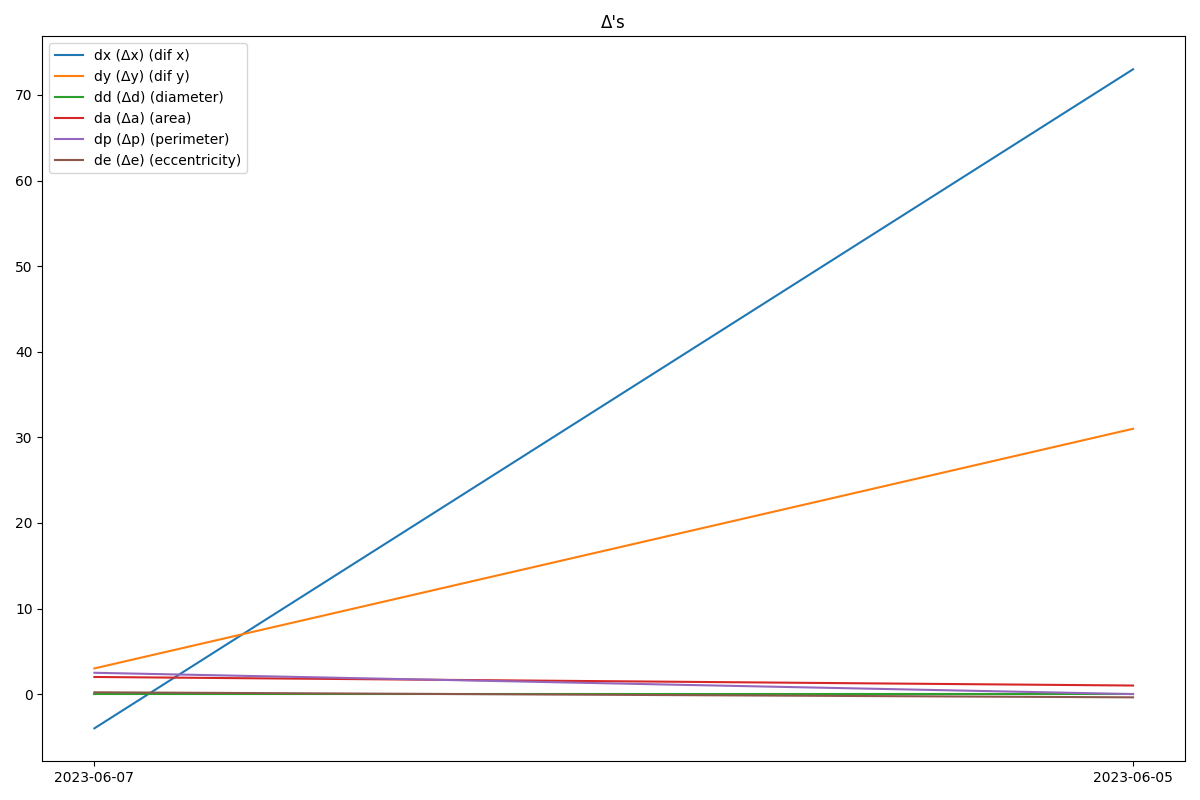 Δ's
dx (Δx) (dif x)
dy (Δy) (dif y)
dd (Δd) (diameter)
da (Δa) (area)
dp (Δp) (perimeter)
de (Δe) (eccentricity)
70
60
50
40
30
20
10
0
2023-06-07
2023-06-05